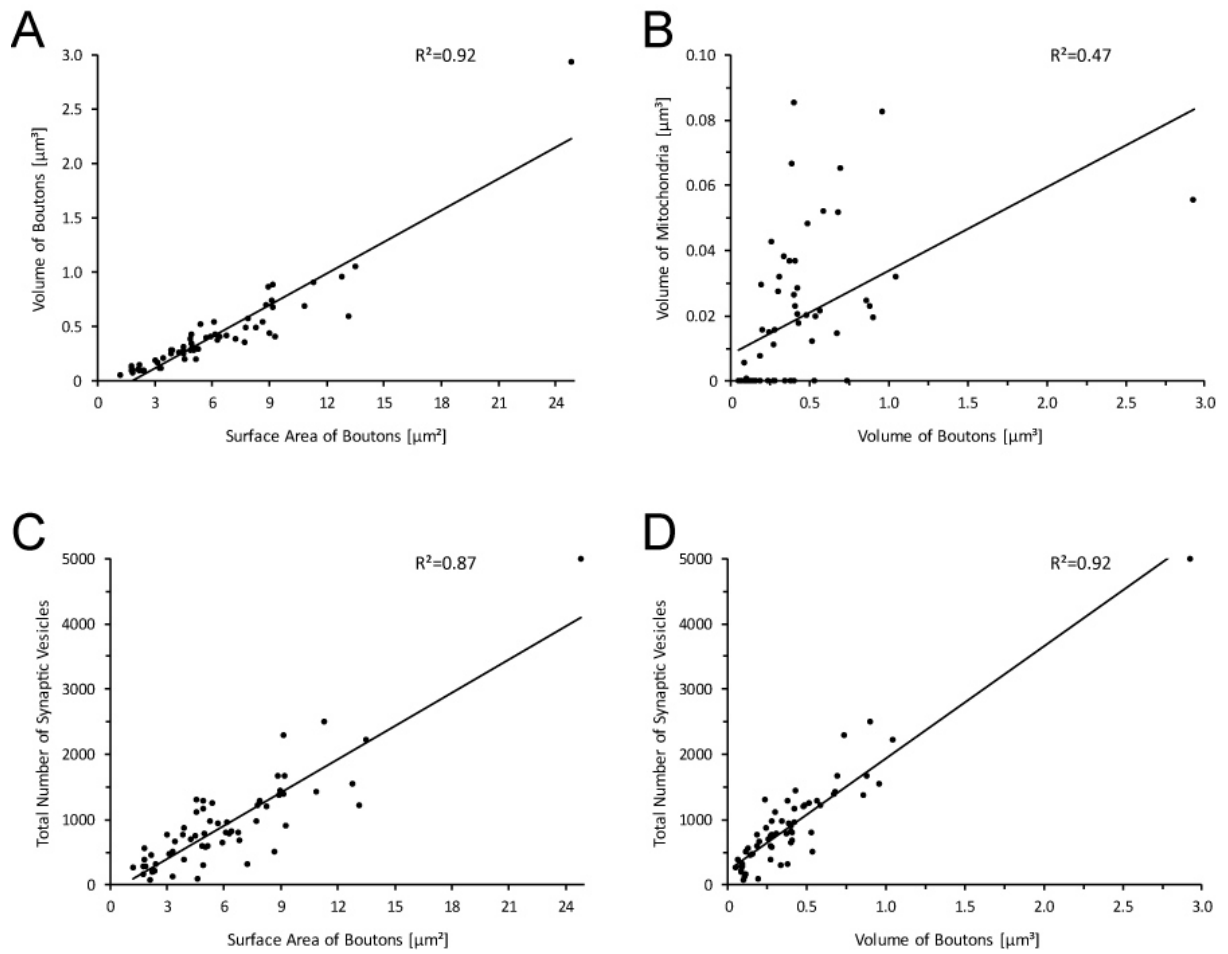 A
R²=0.92
3.0
2.5
2.0
1.5
1.0
0.5
0
Volume of Boutons [µm³]
0 3 6 9 12 15 18 21 24
Surface Area of Boutons [µm²]
B
R²=0.47
0.10
0.08
0.06
0.04
0.02
0
Volume of Mitochondria [µm³]
0 0.5 1.0 1.5 2.0 2.5 3.0
Volume of Boutons [µm³]
C
R²=0.87
5000
4000
3000
2000
1000
0
Total Number of Synaptic Vesicles
0 3 6 9 12 15 18 21 24
Surface Area of Boutons [µm²]
D
R²=0.92
5000
4000
3000
2000
1000
0
Total Number of Synaptic Vesicles
0 0.5 1.0 1.5 2.0 2.5 3.0
Volume of Boutons [µm³]